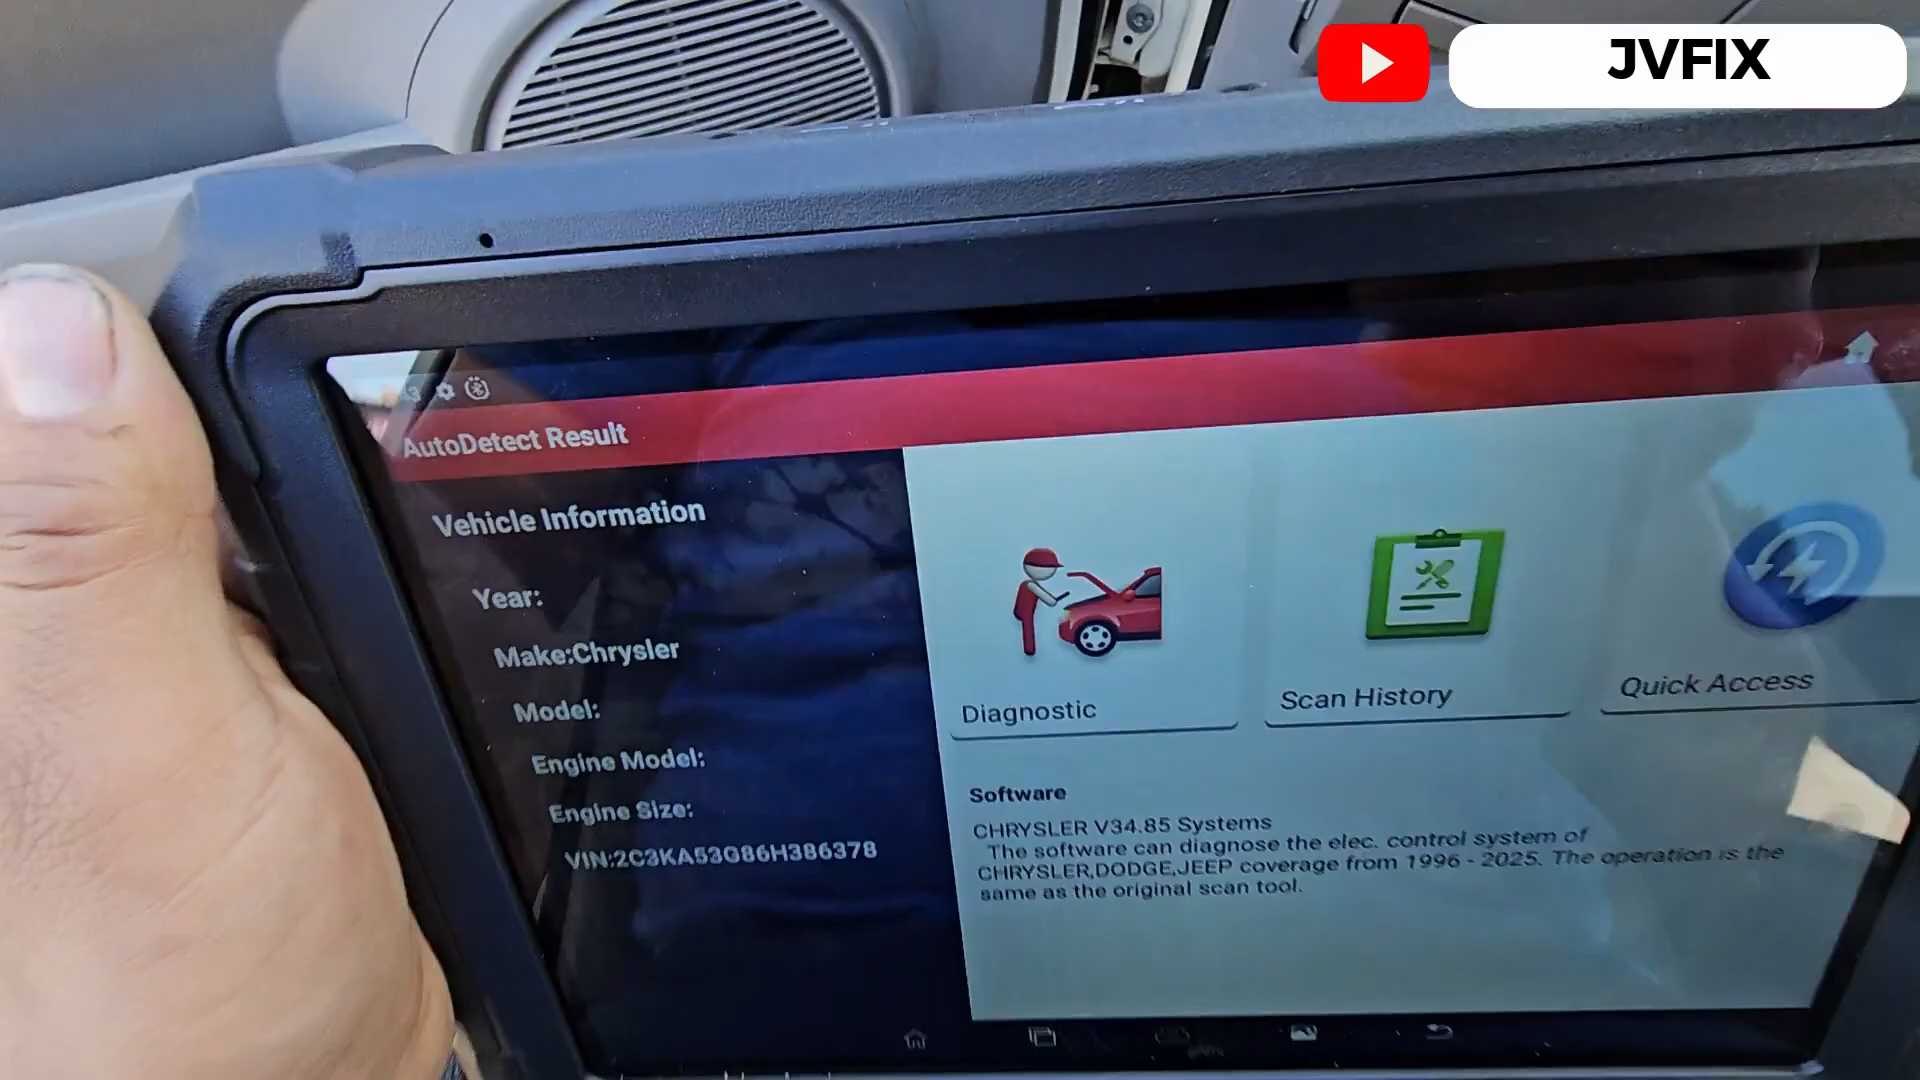 JVFIX
AutoDetect Result
Vehicle Information
Year:
Make:Chrysler
Model:
Engine Model:
Engine Size:
VIN:2C3KA53G86H386378
Diagnostic
Scan History
Quick Access
Software
CHRYSLER V34.85 Systems
The software can diagnose the elec. control system of
CHRYSLER,DODGE,JEEP coverage from 1996 - 2025. The operation is the
same as the original scan tool.